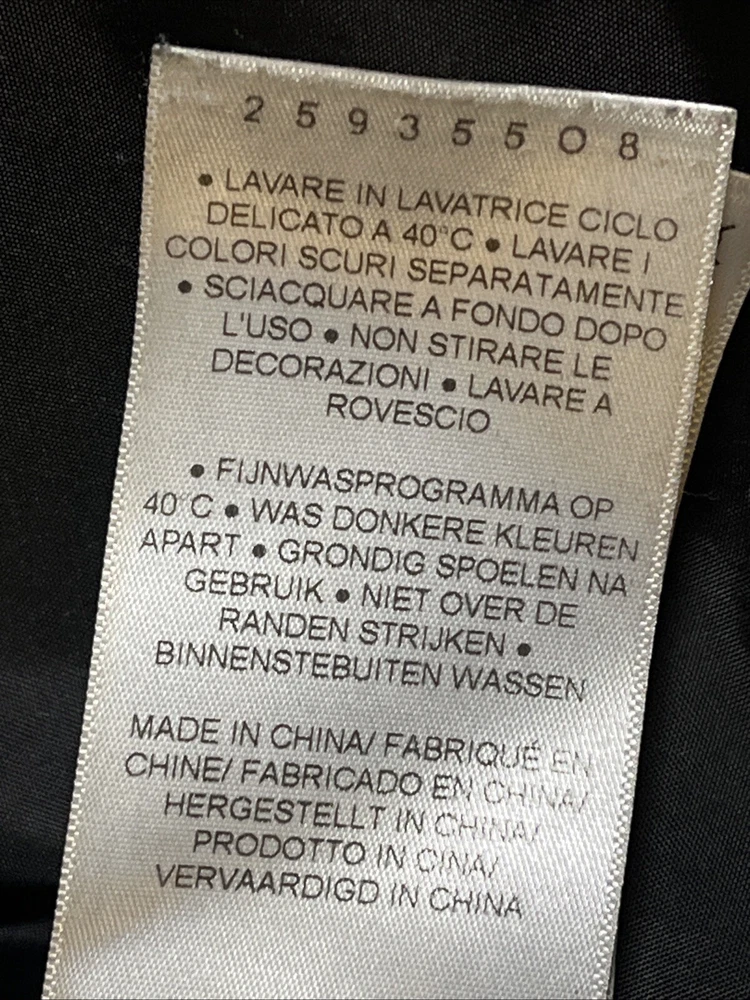 2 5 9 3 5 5 0 8
• LAVARE IN LAVATRICE CICLO
DELICATO A 40°C • LAVARE I
COLORI SCURI SEPARATAMENTE
• SCIACQUARE A FONDO DOPO
L'USO • NON STIRARE LE
DECORAZIONI • LAVARE A
ROVESCIO
• FIJNWASPROGRAMMA OP
40°C • WAS DONKERE KLEUREN
APART • GRONDIG SPOELEN NA
GEBRUIK • NIET OVER DE
RANDEN STRIJKEN •
BINNENSTEBUITEN WASSEN
MADE IN CHINA/ FABRIQUÉ EN
CHINE/ FABRICADO EN CHINA/
HERGESTELLT IN CHINA/
PRODOTTO IN CINA/
VERVAARDIGD IN CHINA